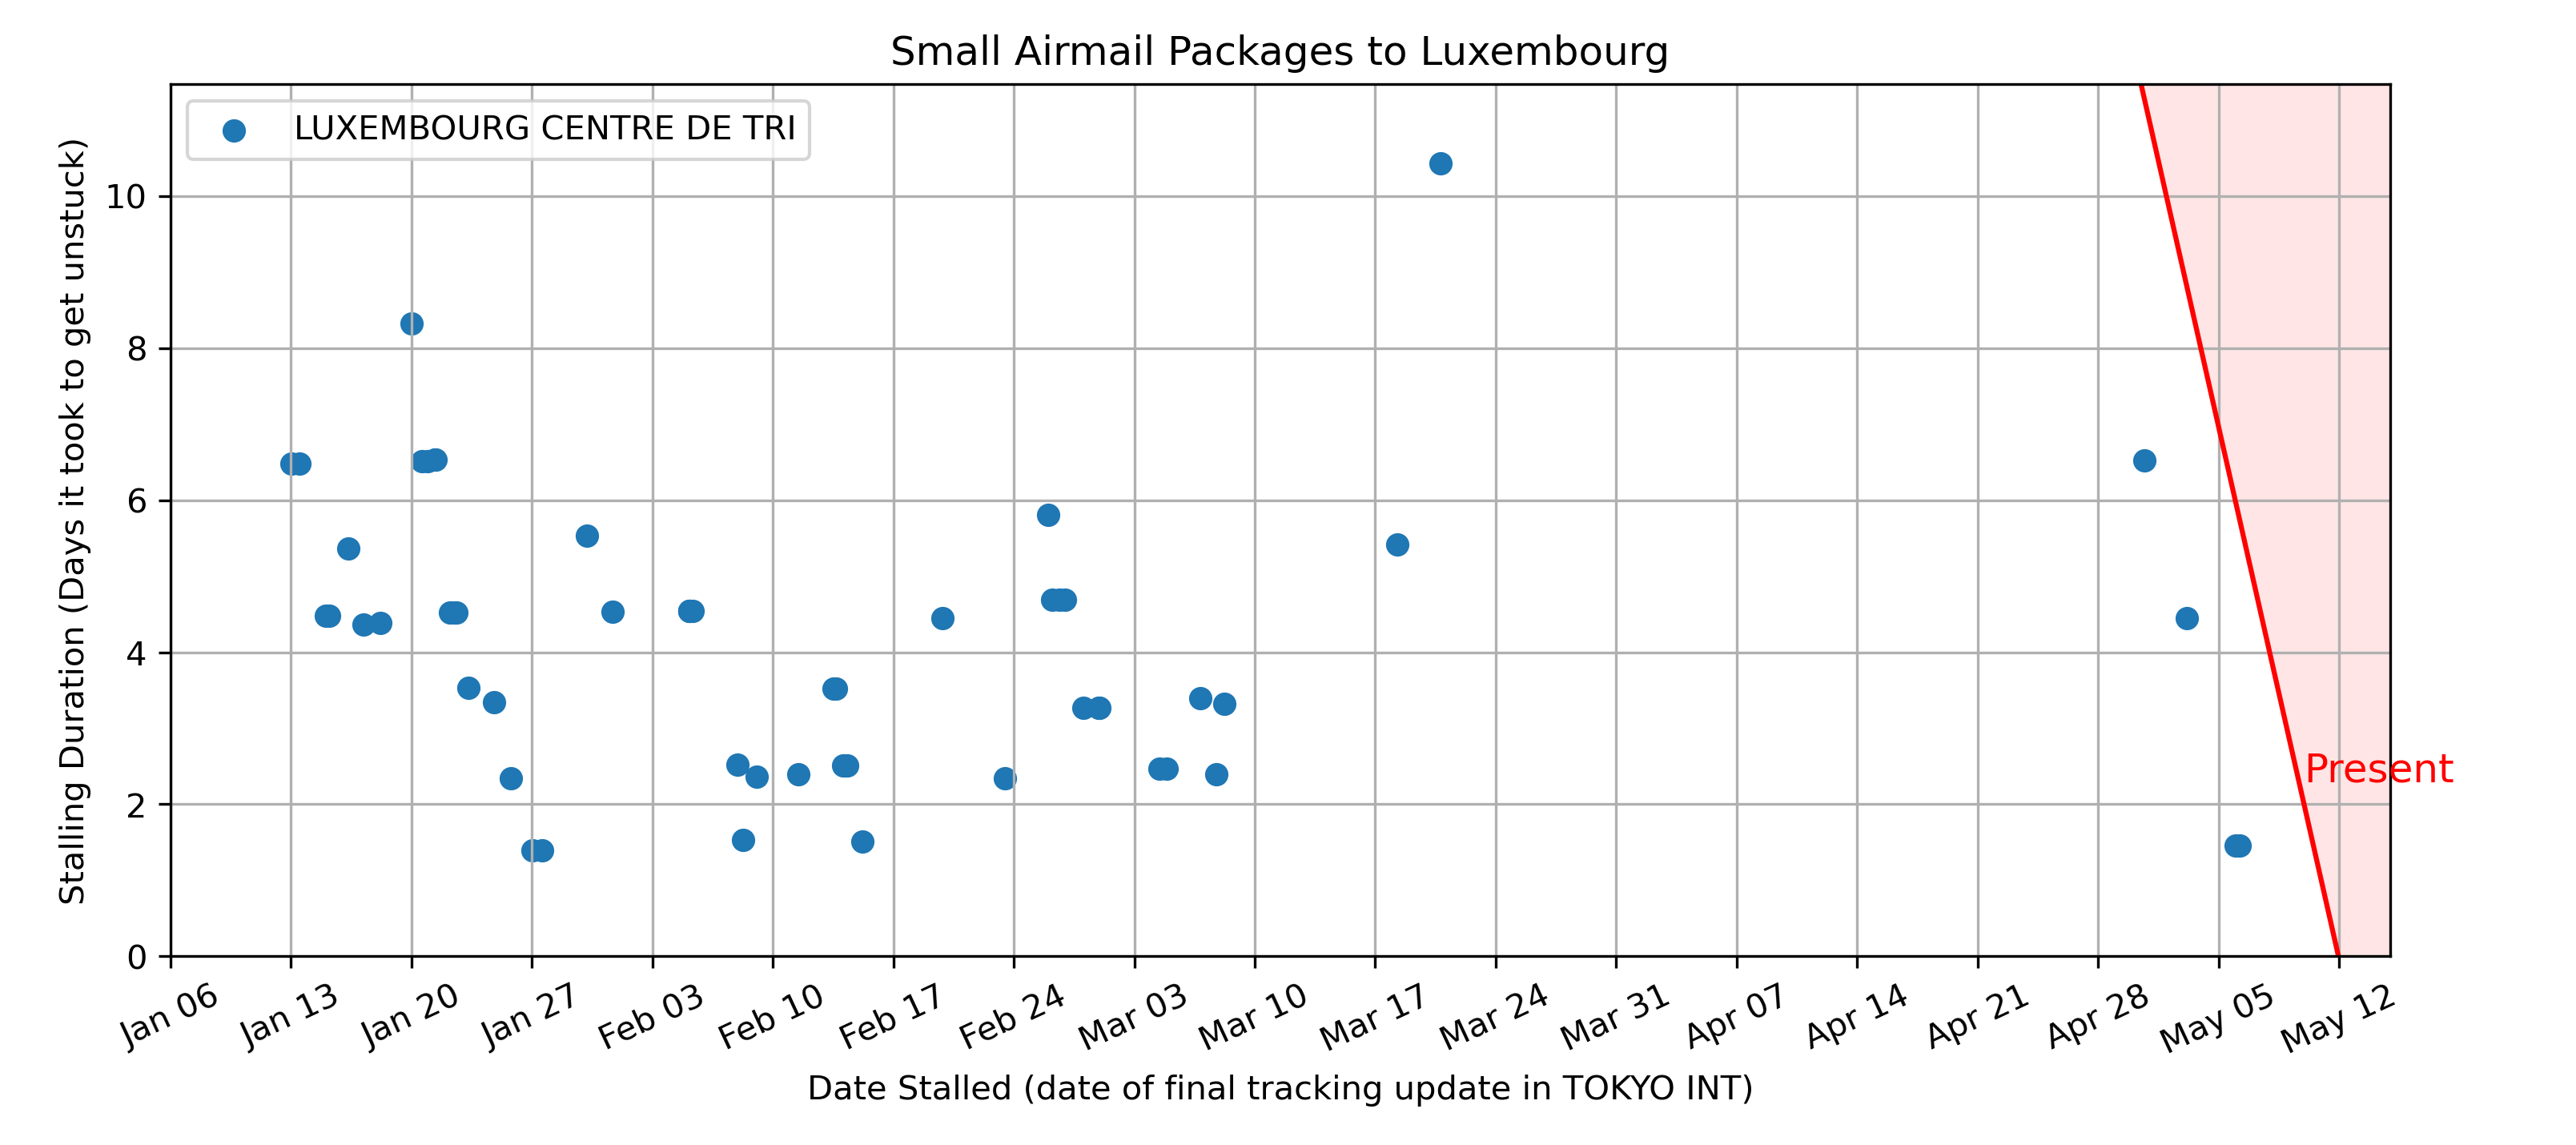 Small Airmail Packages to Luxembourg
LUXEMBOURG CENTRE DE TRI
Stalling Duration (Days it took to get unstuck)
10
8
6
4
2
0
Present
Jan 06
Jan 13
Jan 20
Jan 27
Feb 03
Feb 10
Feb 17
Feb 24
Mar 03
Mar 10
Mar 17
Mar 24
Mar 31
Apr 07
Apr 14
Apr 21
Apr 28
May 05
May 12
Date Stalled (date of final tracking update in TOKYO INT)